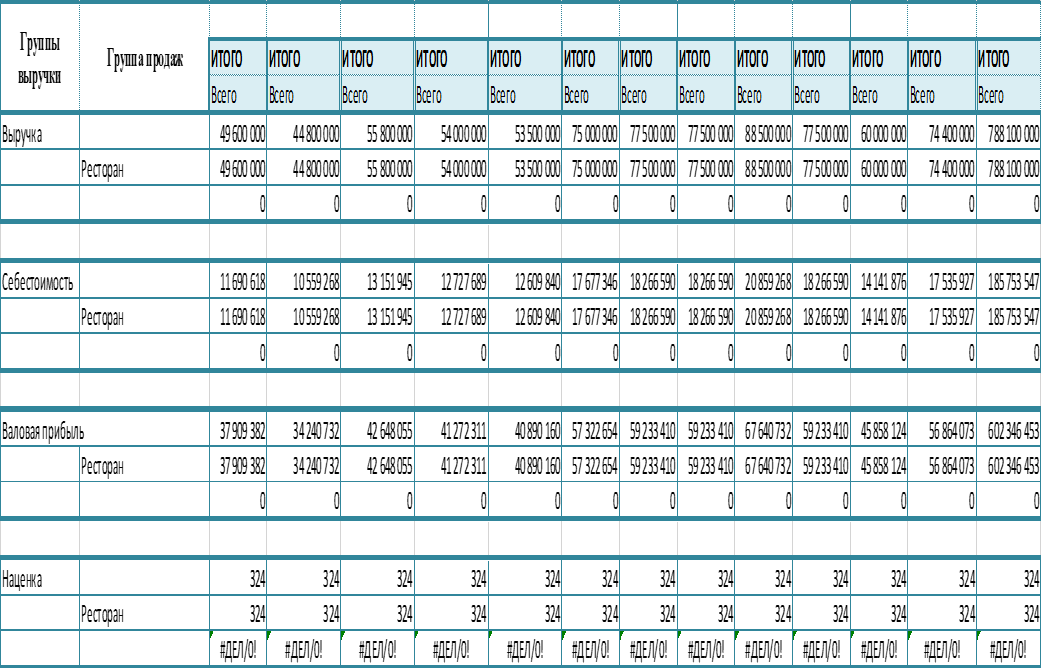 Группы выручки Группа продаж
ИТОГО ИТОГО ИТОГО ИТОГО ИТОГО ИТОГО ИТОГО ИТОГО ИТОГО ИТОГО ИТОГО ИТОГО ИТОГО
Всего Всего Всего Всего Всего Всего Всего Всего Всего Всего Всего Всего Всего
Выручка 49 600 000 44 800 000 55 800 000 54 000 000 53 500 000 75 000 000 77 500 000 77 500 000 88 500 000 77 500 000 60 000 000 74 400 000 788 100 000
Ресторан 49 600 000 44 800 000 55 800 000 54 000 000 53 500 000 75 000 000 77 500 000 77 500 000 88 500 000 77 500 000 60 000 000 74 400 000 788 100 000
0 0 0 0 0 0 0 0 0 0 0 0 0
Себестоимость 11 690 618 10 559 268 13 151 945 12 727 689 12 609 840 17 677 346 18 266 590 18 266 590 20 859 268 18 266 590 14 141 876 17 535 927 185 753 547
Ресторан 11 690 618 10 559 268 13 151 945 12 727 689 12 609 840 17 677 346 18 266 590 18 266 590 20 859 268 18 266 590 14 141 876 17 535 927 185 753 547
0 0 0 0 0 0 0 0 0 0 0 0 0
Валовая прибыль 37 909 382 34 240 732 42 648 055 41 272 311 40 890 160 57 322 654 59 233 410 59 233 410 67 640 732 59 233 410 45 858 124 56 864 073 602 346 453
Ресторан 37 909 382 34 240 732 42 648 055 41 272 311 40 890 160 57 322 654 59 233 410 59 233 410 67 640 732 59 233 410 45 858 124 56 864 073 602 346 453
0 0 0 0 0 0 0 0 0 0 0 0 0
Наценка 324 324 324 324 324 324 324 324 324 324 324 324 324
Ресторан 324 324 324 324 324 324 324 324 324 324 324 324 324
#ДЕЛ/0! #ДЕЛ/0! #ДЕЛ/0! #ДЕЛ/0! #ДЕЛ/0! #ДЕЛ/0! #ДЕЛ/0! #ДЕЛ/0! #ДЕЛ/0! #ДЕЛ/0! #ДЕЛ/0! #ДЕЛ/0! #ДЕЛ/0!